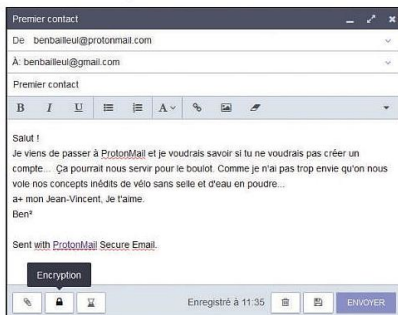 Premier contact
De benbailleul@protonmail.com
À: benbailleul@gmail.com
Premier contact
B I U A
Salut !
Je viens de passer à ProtonMail et je voudrais savoir si tu ne voudrais pas créer un
compte... Ça pourrait nous servir pour le boulot. Comme je n'ai pas trop envie qu'on nous
vole nos concepts inédits de vélo sans selle et d'eau en poudre...
a+ mon Jean-Vincent, Je t'aime.
Ben²
Sent with ProtonMail Secure Email.
Encryption
Enregistré à 11:35 ENVOYER